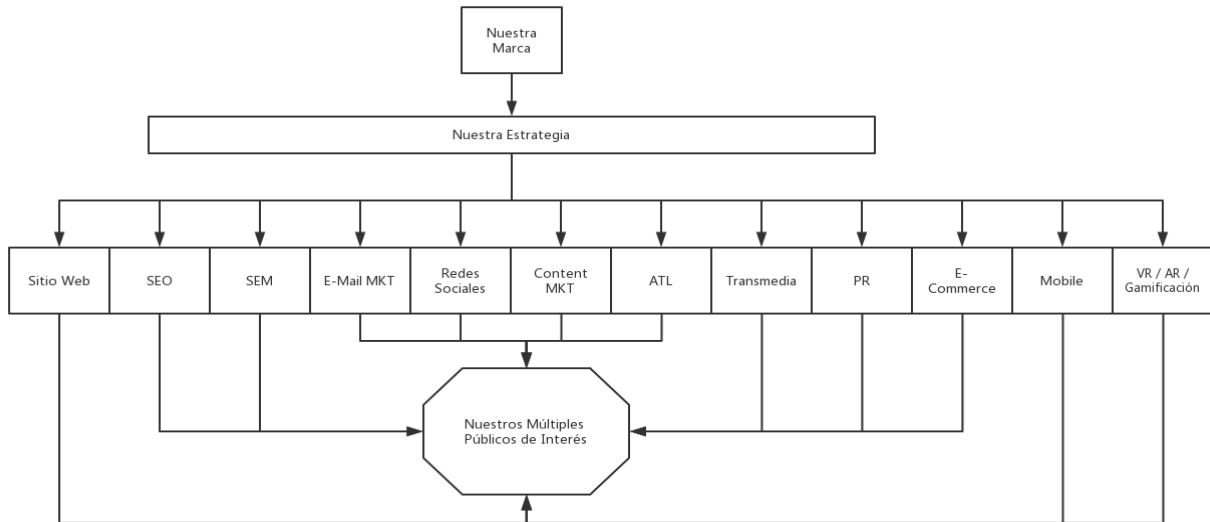 Nuestra
Marca
Nuestra Estrategia
Sitio Web
SEO
SEM
E-Mail MKT
Redes
Sociales
Content
MKT
ATL
Transmedia
PR
E-
Commerce
Mobile
VR / AR /
Gamificación
Nuestros Múltiples
Públicos de Interés